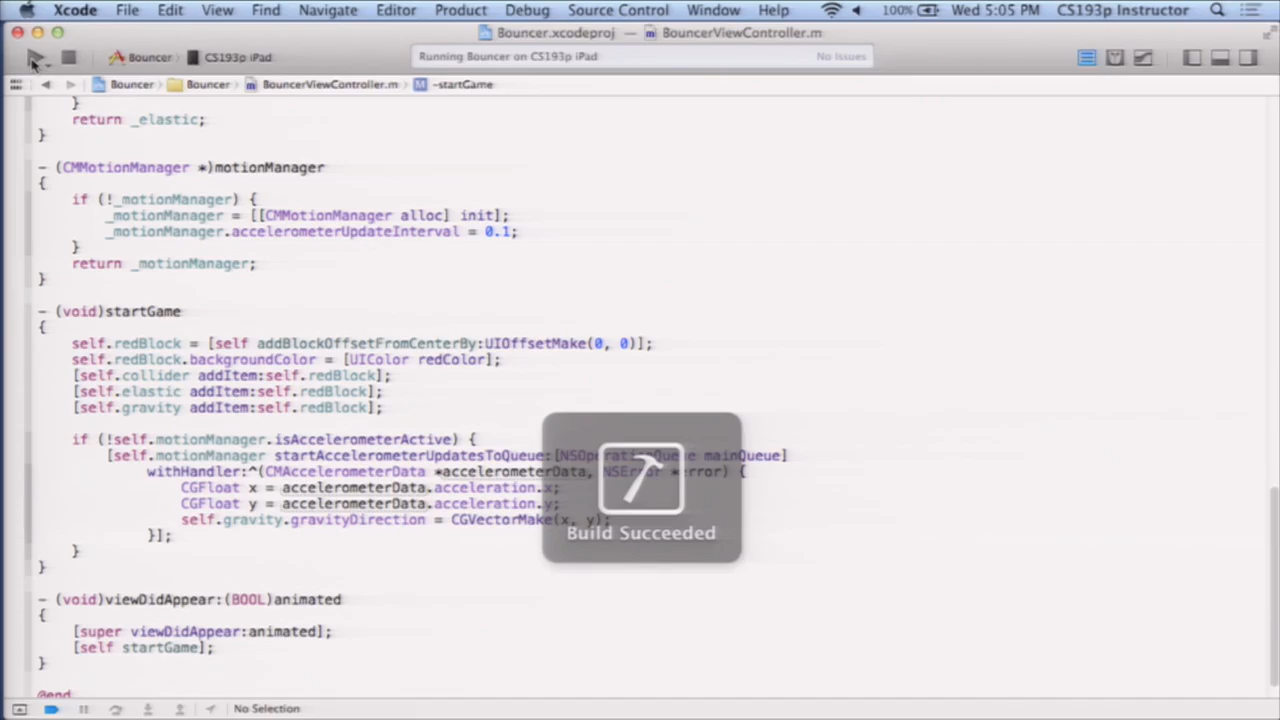 Xcode File Edit View Find Navigate Editor Product Debug Source Control Window Help 100% Wed 5:05 PM CS193p Instructor
Bouncer.xcodeproj — BouncerViewController.m
Bouncer CS193p iPad Running Bouncer on CS193p iPad No Issues
Bouncer Bouncer BouncerViewController.m M -startGame
}
return _elastic;
}
- (CMMotionManager *)motionManager
{
if (!_motionManager) {
_motionManager = [[CMMotionManager alloc] init];
_motionManager.accelerometerUpdateInterval = 0.1;
}
return _motionManager;
}
- (void)startGame
{
self.redBlock = [self addBlockOffsetFromCenterBy:UIOffsetMake(0, 0)];
self.redBlock.backgroundColor = [UIColor redColor];
[self.collider addItem:self.redBlock];
[self.elastic addItem:self.redBlock];
[self.gravity addItem:self.redBlock];
if (!self.motionManager.isAccelerometerActive) {
[self.motionManager startAccelerometerUpdatesToQueue:[NSOperationQueue mainQueue]
withHandler:^(CMAccelerometerData *accelerometerData, NSError *error) {
CGFloat x = accelerometerData.acceleration.x;
CGFloat y = accelerometerData.acceleration.y;
self.gravity.gravityDirection = CGVectorMake(x, y);
}];
}
}
Build Succeeded
- (void)viewDidAppear:(BOOL)animated
{
[super viewDidAppear:animated];
[self startGame];
}
@end
No Selection